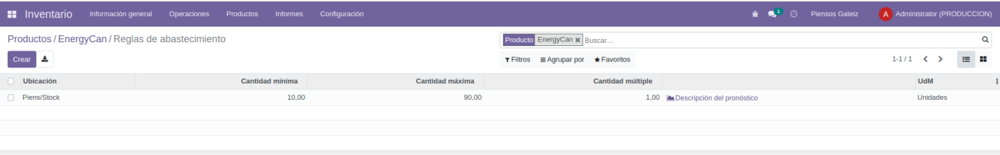 Inventario Información general Operaciones Productos Informes Configuración 1 Piensos Gateiz A Administrator (PRODUCCION)
Productos / EnergyCan / Reglas de abastecimiento Producto EnergyCan × Buscar...
Crear Filtros Agrupar por Favoritos 1-1 / 1
Ubicación Cantidad mínima Cantidad máxima Cantidad múltiple UdM
Piens/Stock 10,00 90,00 1,00 Descripción del pronóstico Unidades